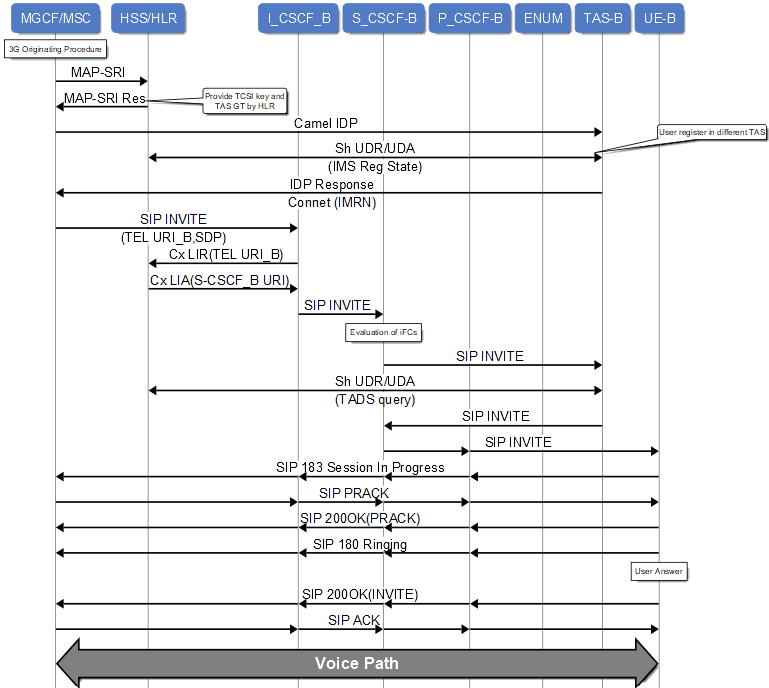 MGCF/MSC
HSS/HLR
I_CSCF_B
S_CSCF-B
P_CSCF-B
ENUM
TAS-B
UE-B
3G Originating Procedure
MAP-SRI
MAP-SRI Res
Provide TCSI key and
TAS GT by HLR
Camel IDP
User register in different TAS
Sh UDR/UDA
(IMS Reg State)
IDP Response
Connet (IMRN)
SIP INVITE
(TEL URI_B,SDP)
Cx LIR(TEL URI_B)
Cx LIA(S-CSCF_B URI)
SIP INVITE
Evaluation of iFCs
SIP INVITE
Sh UDR/UDA
(TADS query)
SIP INVITE
SIP INVITE
SIP 183 Session In Progress
SIP PRACK
SIP 200OK(PRACK)
SIP 180 Ringing
User Answer
SIP 200OK(INVITE)
SIP ACK
Voice Path